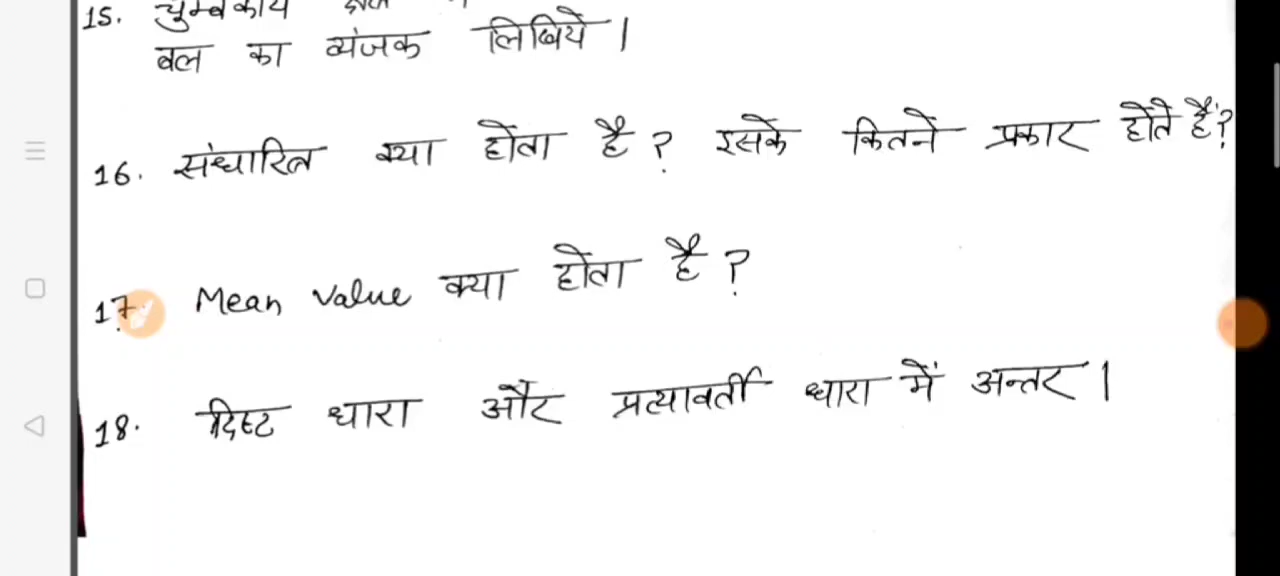 15. चुम्बकीय
बल का व्यंजक लिखिये।
16. संधारित्र क्या होता है? इसके कितने प्रकार होते हैं?
17. Mean value क्या होता है?
18. दिष्ट धारा और प्रत्यावर्ती धारा में अन्तर।